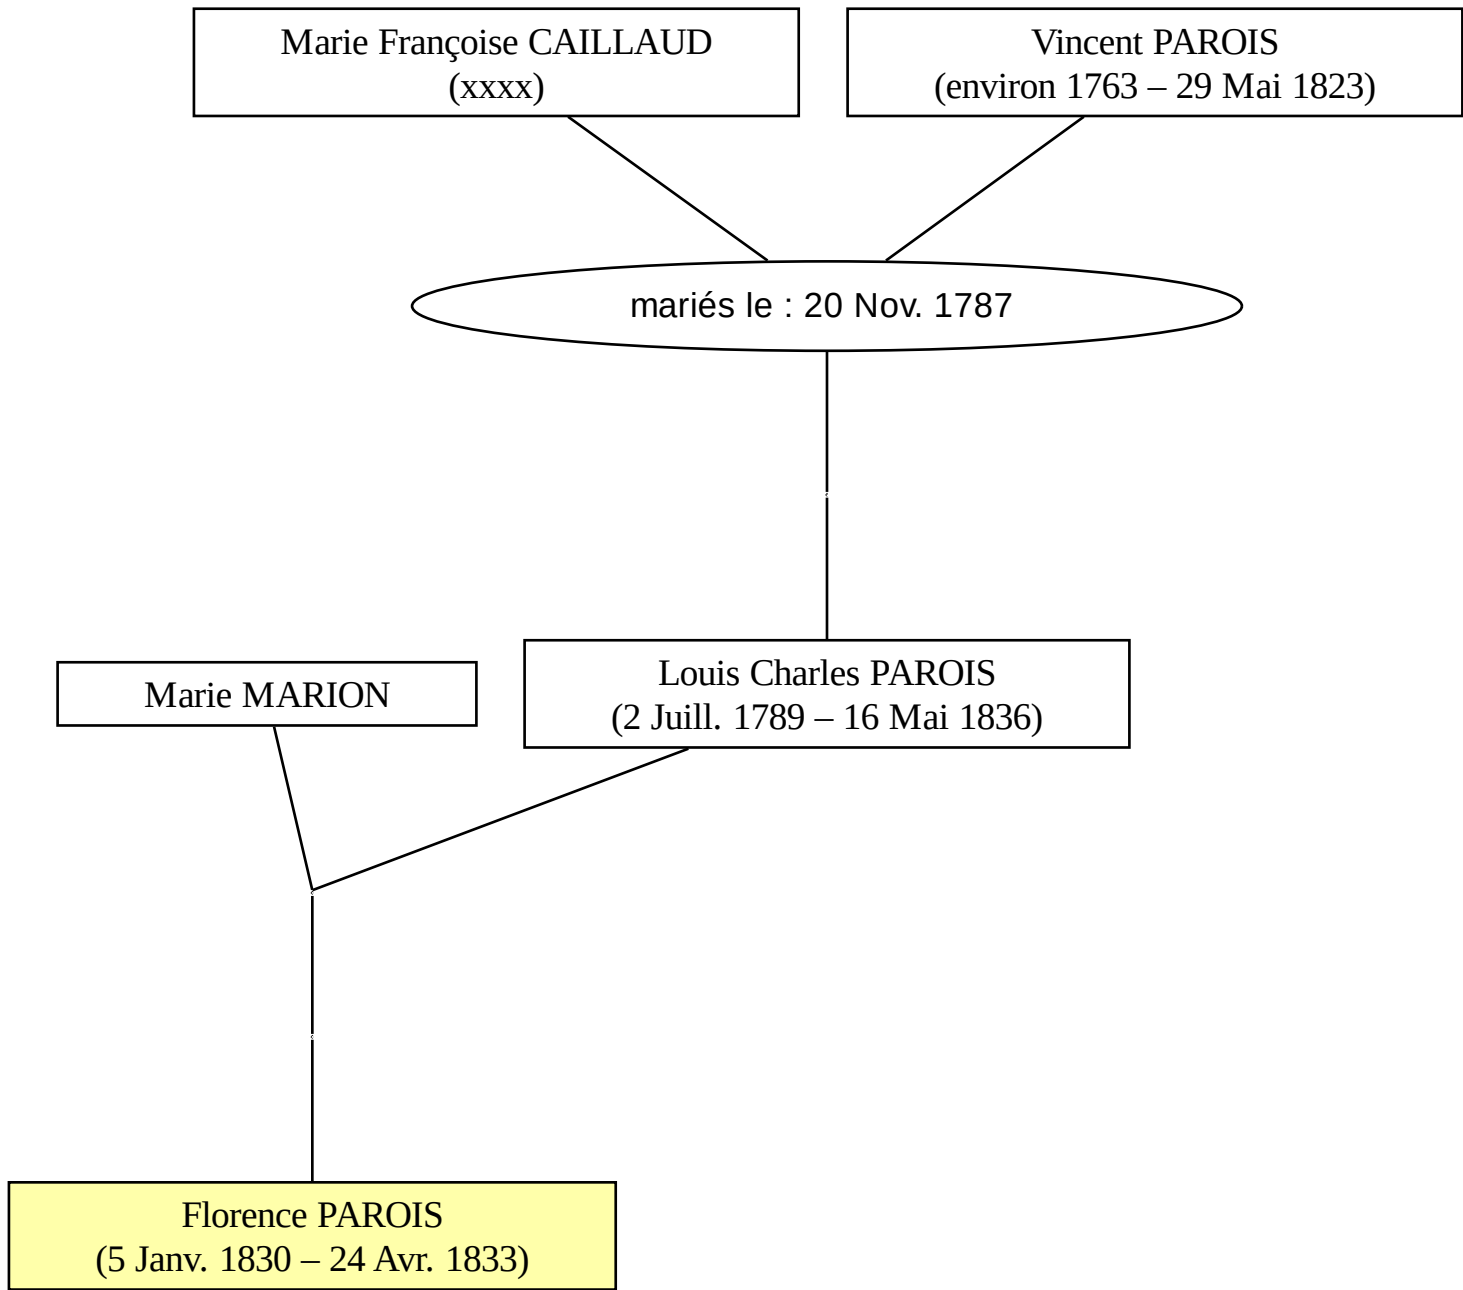 Marie Françoise CAILLAUD
(xxxx)
Vincent PAROIS
(environ 1763 – 29 Mai 1823)
mariés le : 20 Nov. 1787
Marie MARION
Louis Charles PAROIS
(2 Juill. 1789 – 16 Mai 1836)
Florence PAROIS
(5 Janv. 1830 – 24 Avr. 1833)